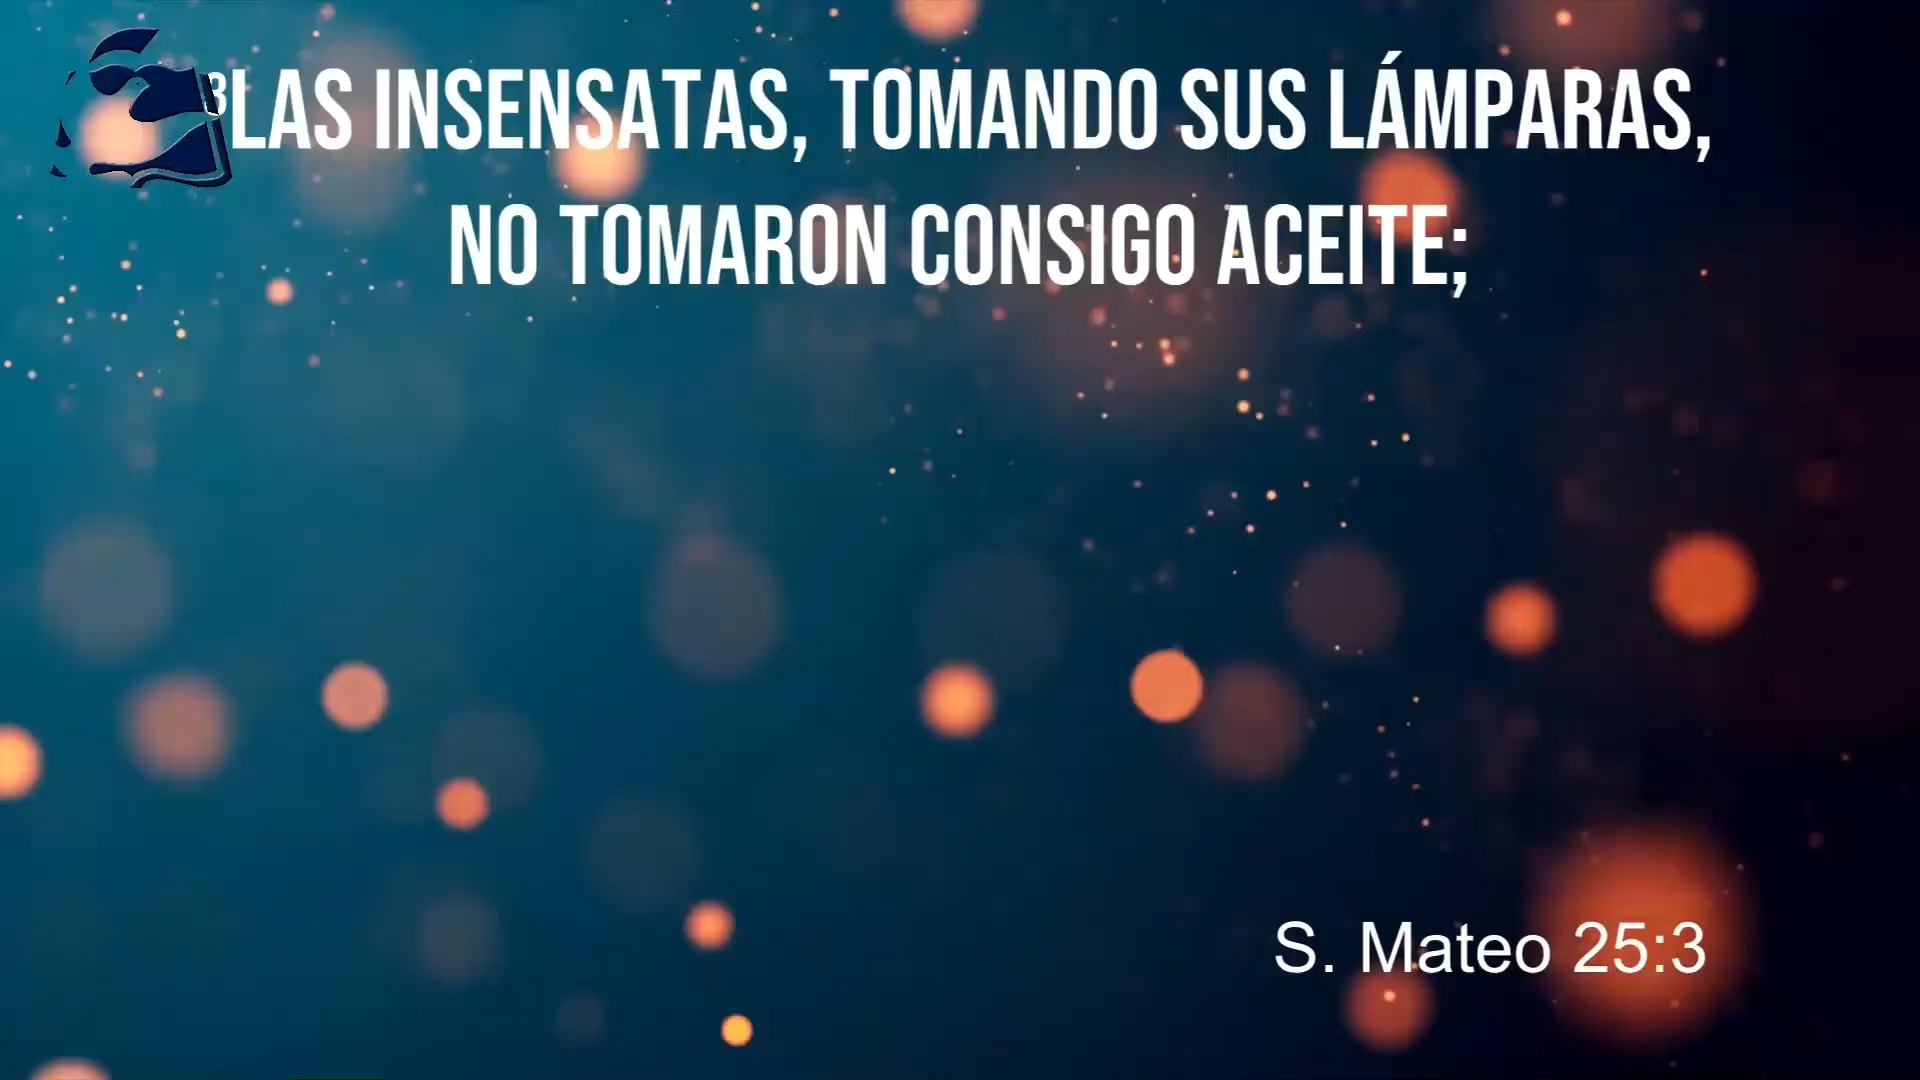 ³LAS INSENSATAS, TOMANDO SUS LÁMPARAS,
NO TOMARON CONSIGO ACEITE;
S. Mateo 25:3